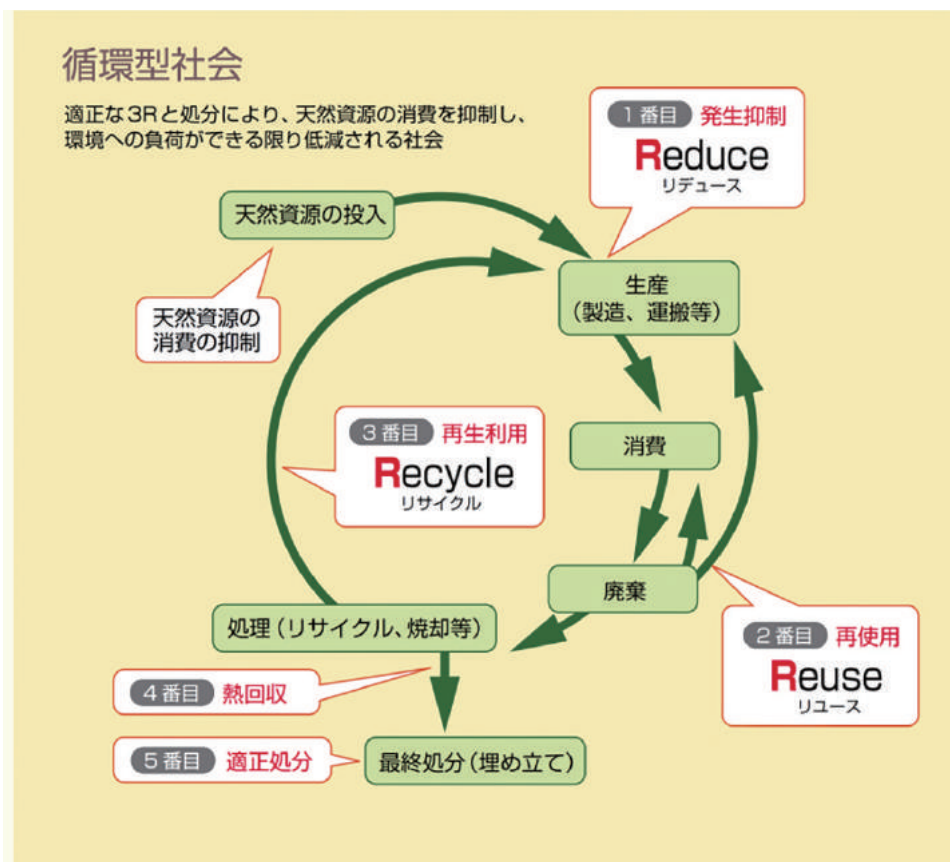 循環型社会
適正な3Rと処分により、天然資源の消費を抑制し、
環境への負荷ができる限り低減される社会
1番目 発生抑制
Reduce
リデュース
天然資源の投入
生産
（製造、運搬等）
天然資源の
消費の抑制
3番目 再生利用
Recycle
リサイクル
消費
廃棄
処理（リサイクル、焼却等）
2番目 再使用
Reuse
リユース
4番目 熱回収
5番目 適正処分
最終処分（埋め立て）